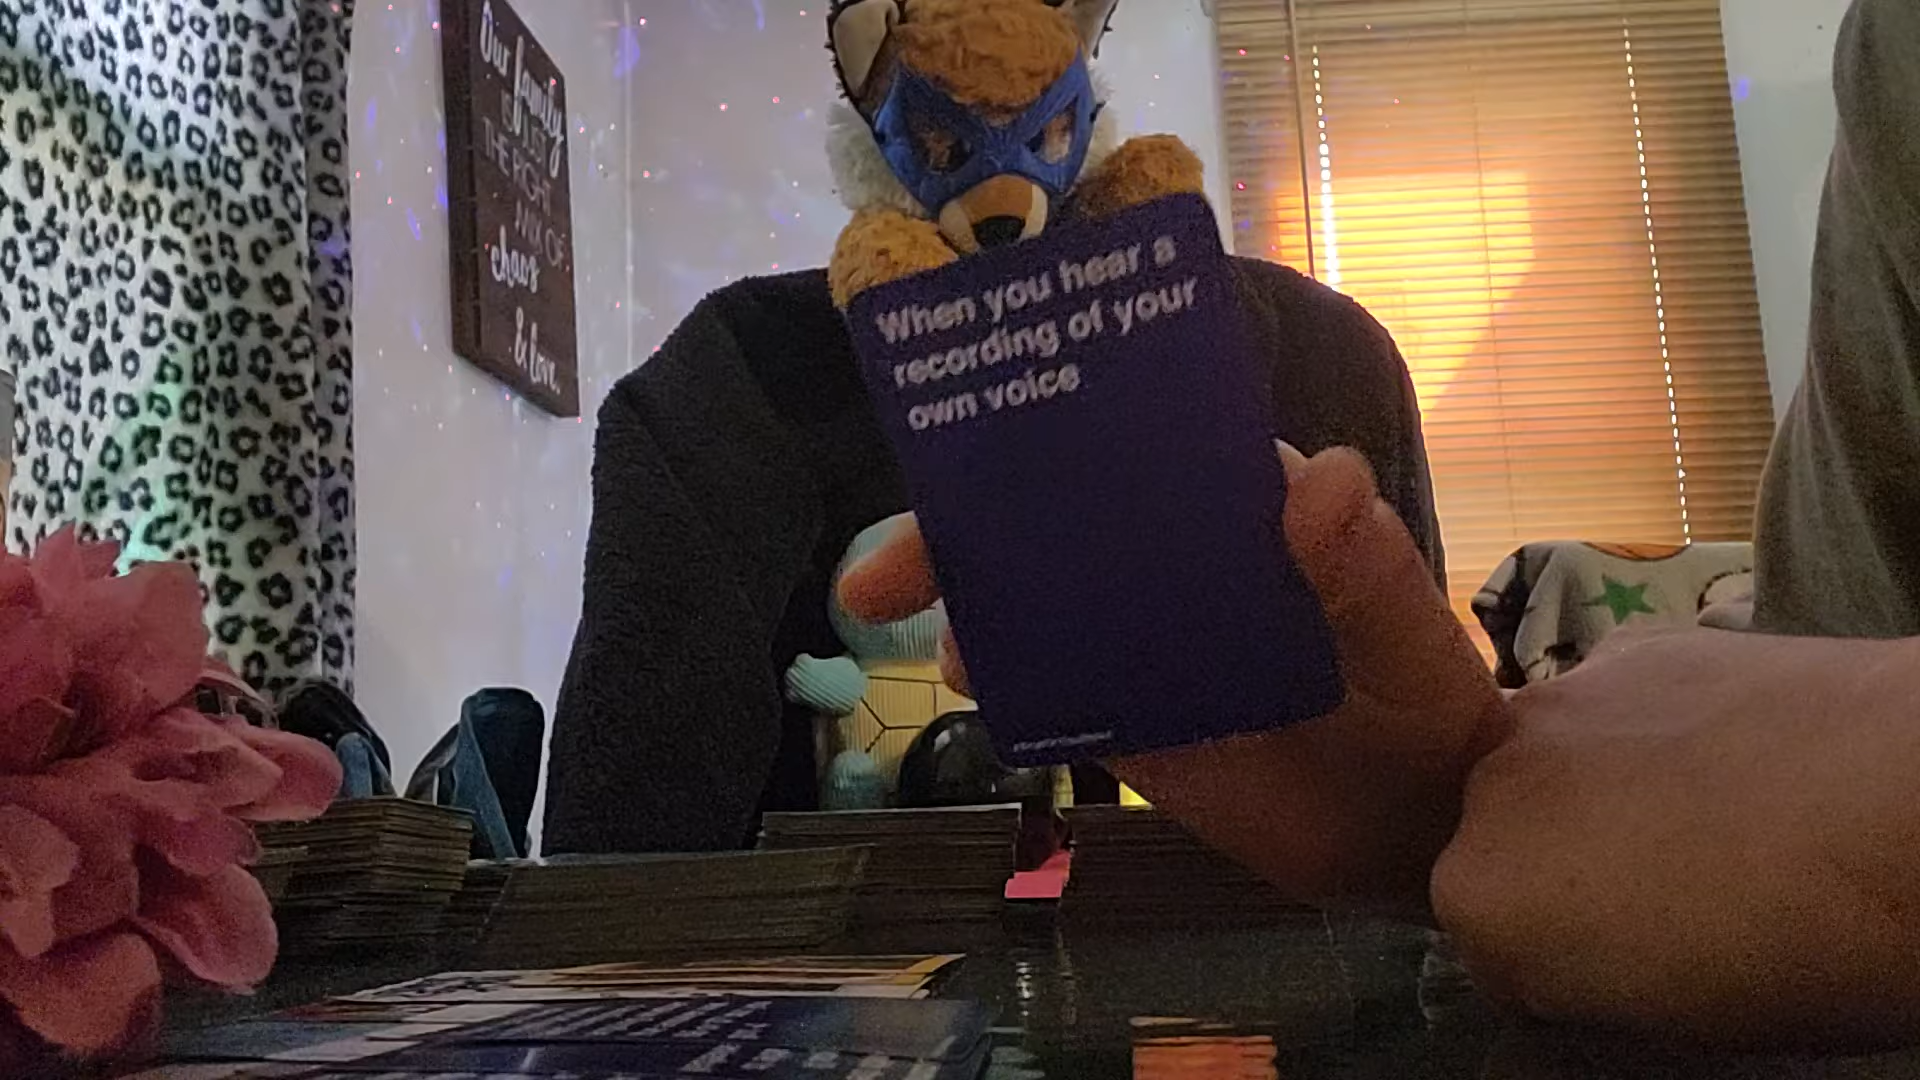 Our family
IS JUST
THE RIGHT
MIX OF
chaos
& love.
When you hear a
recording of your
own voice